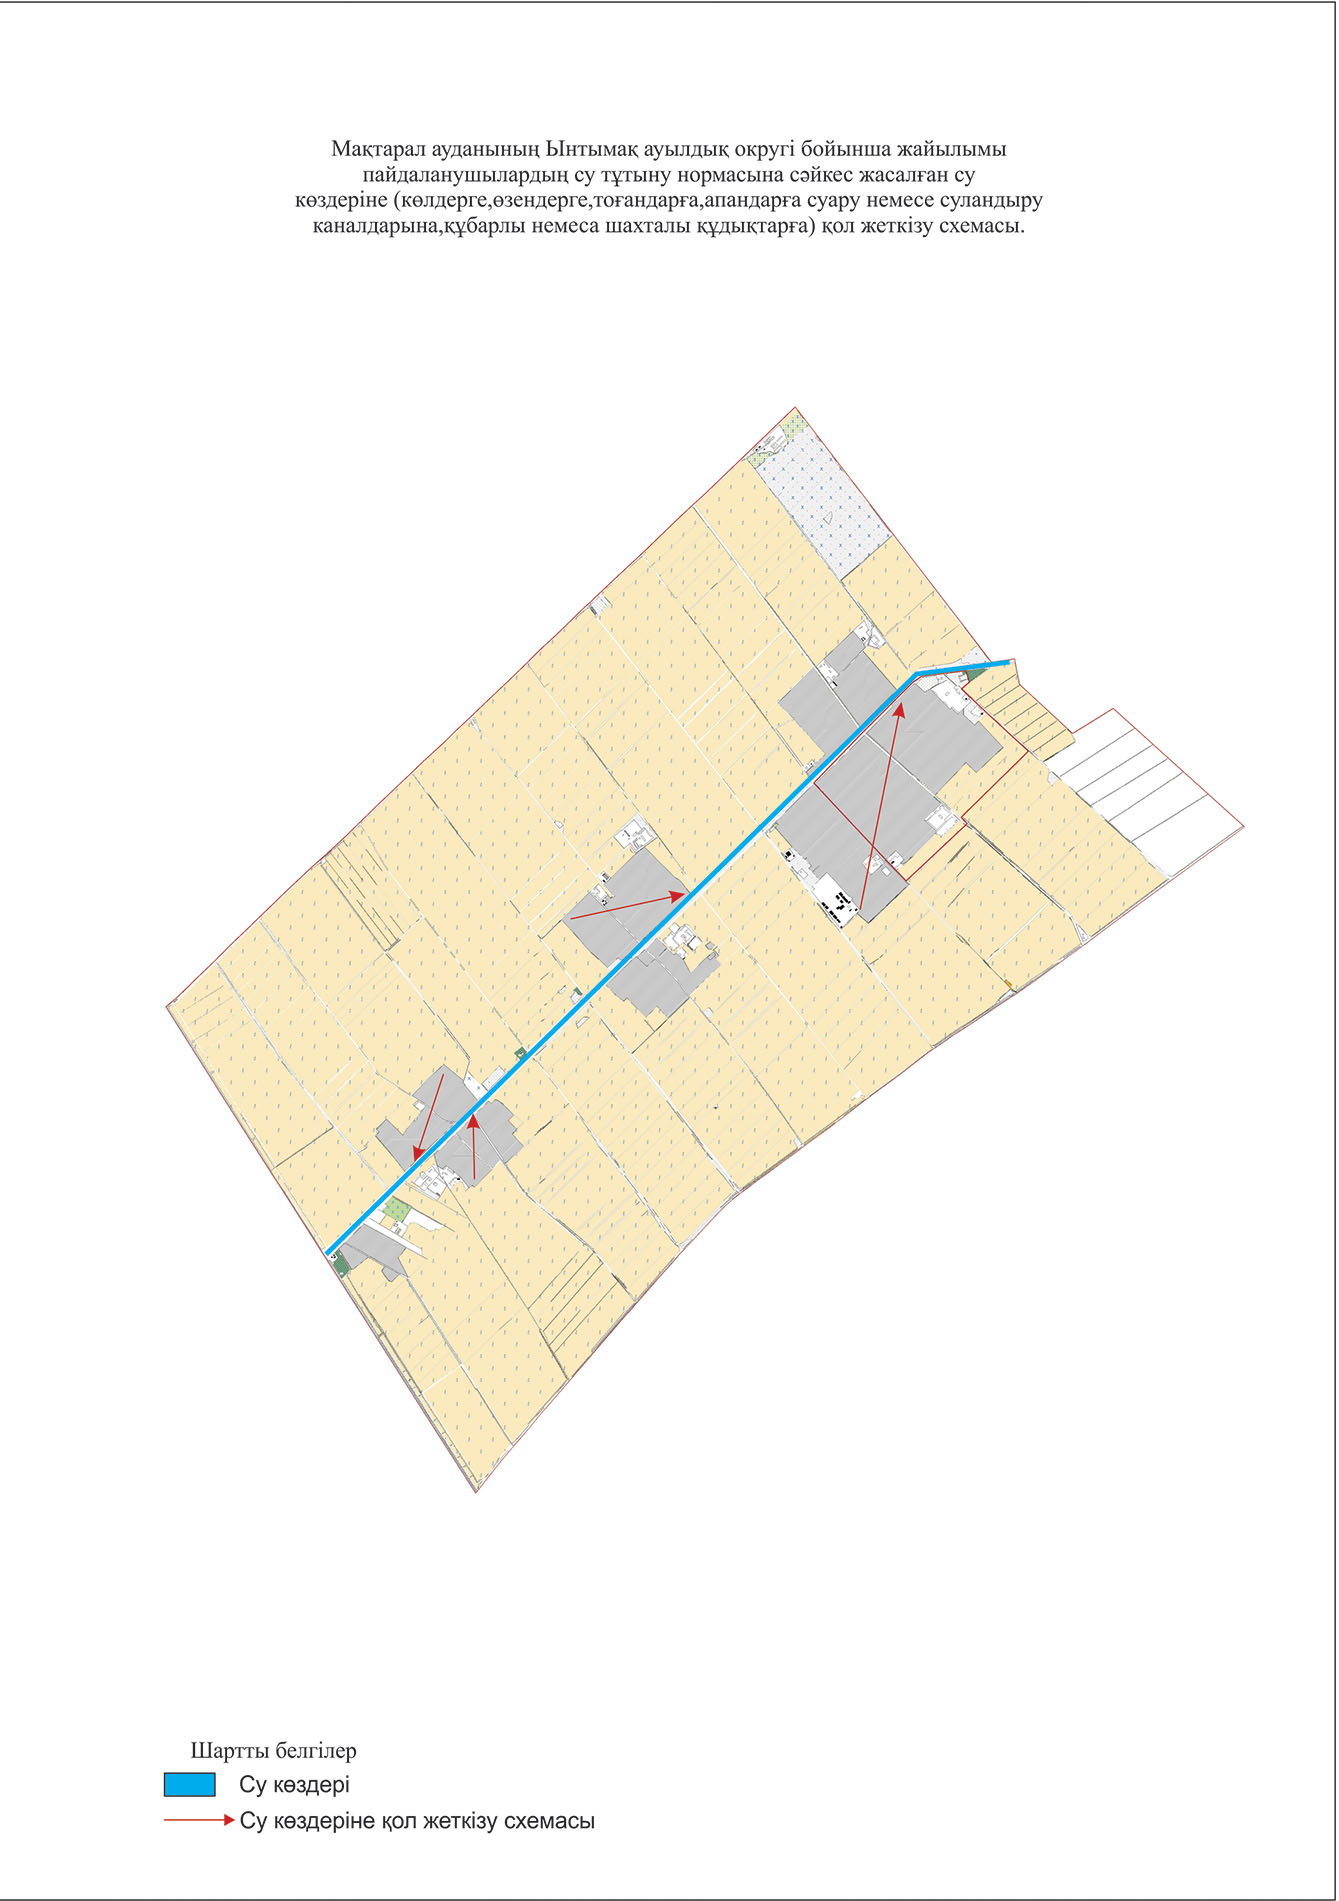 Мақтарал ауданының Ынтымақ ауылдық округі бойынша жайылымы
пайдаланушылардың су тұтыну нормасына сәйкес жасалған су
көздеріне (көлдерге,өзендерге,тоғандарға,апандарға суару немесе суландыру
каналдарына,құбарлы немеса шахталы құдықтарға) қол жеткізу схемасы.
Шартты белгілер
Су көздері
Су көздеріне қол жеткізу схемасы